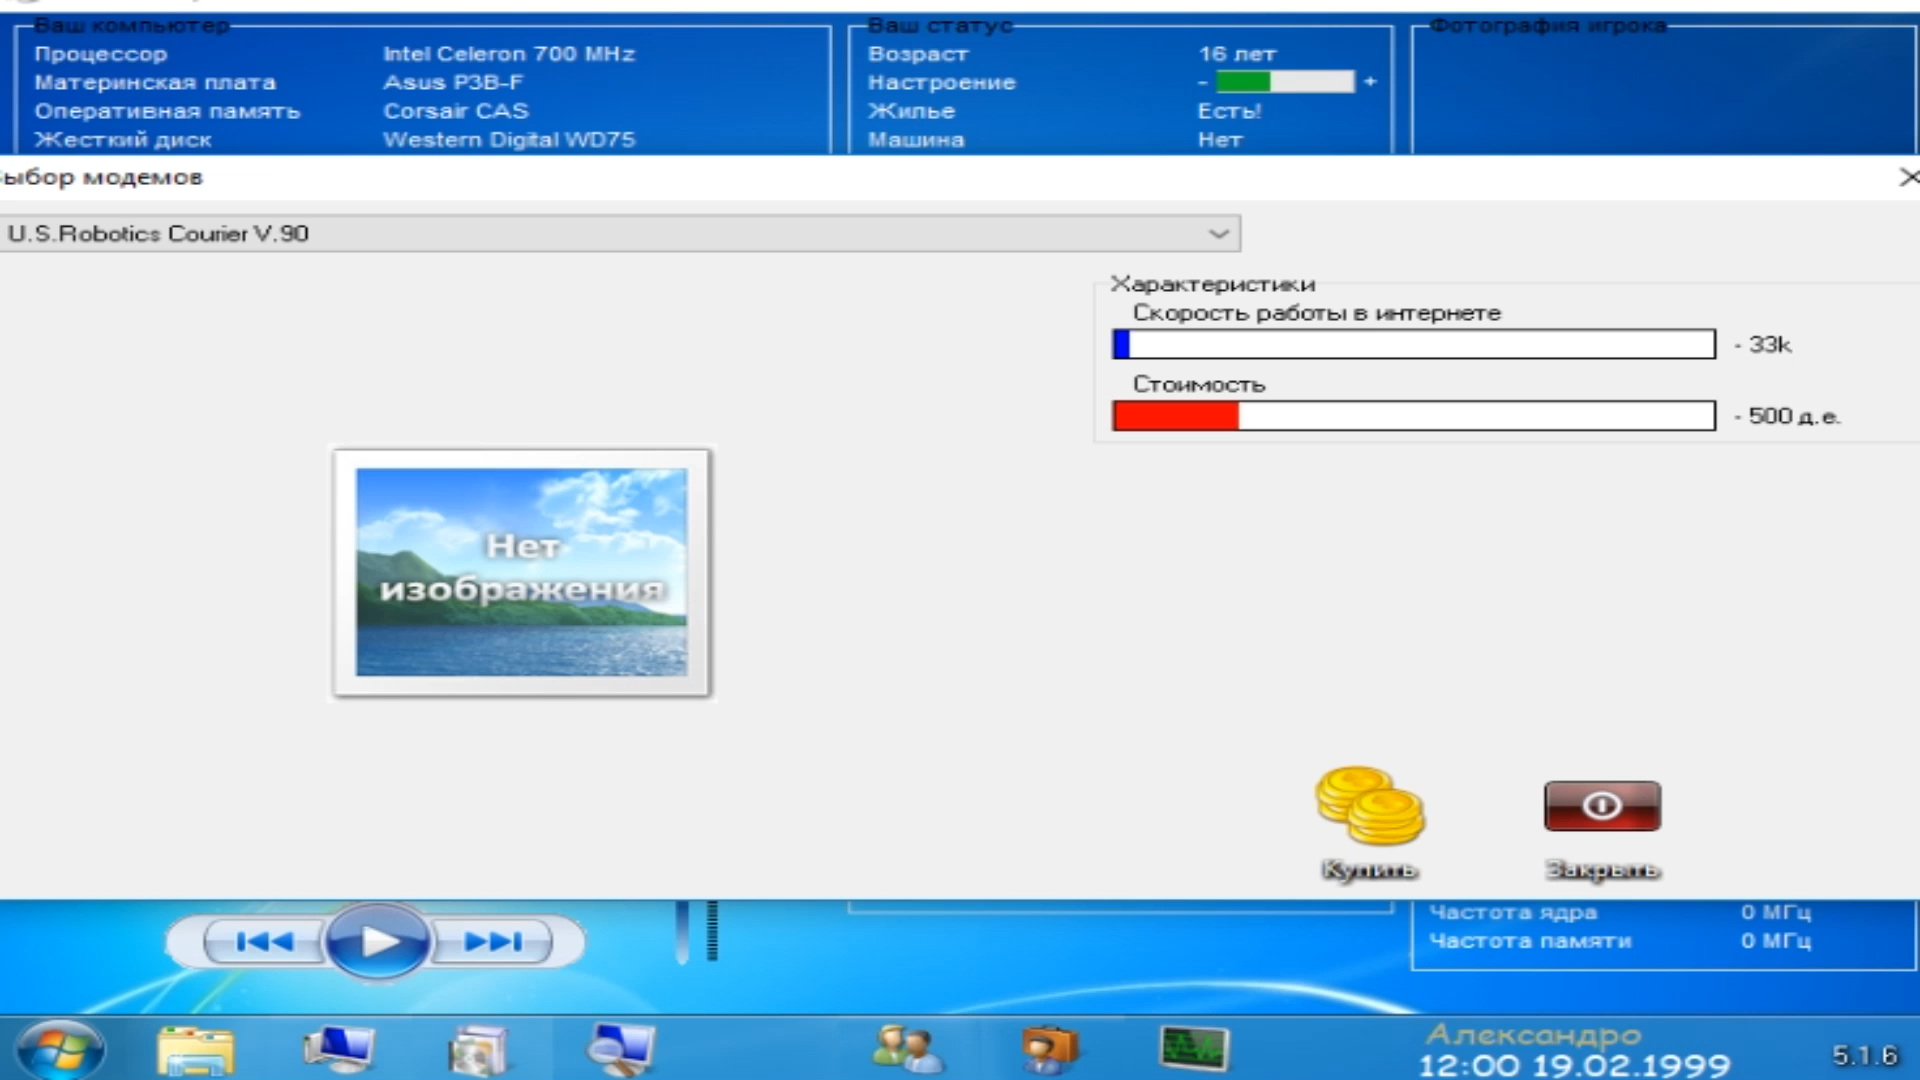 Ваш компьютер
Процессор Intel Celeron 700 MHz
Материнская плата Asus P3B-F
Оперативная память Corsair CAS
Жесткий диск Western Digital WD75
Ваш статус
Возраст 16 лет
Настроение - +
Жилье Есть!
Машина Нет
Фотография игрока
ыбор модемов
U.S.Robotics Courier V.90
Характеристики
Скорость работы в интернете
- 33k
Стоимость
- 500 д.е.
Нет
изображения
Купить
Закрыть
Частота ядра 0 МГц
Частота памяти 0 МГц
Александро
12:00 19.02.1999
5.1.6